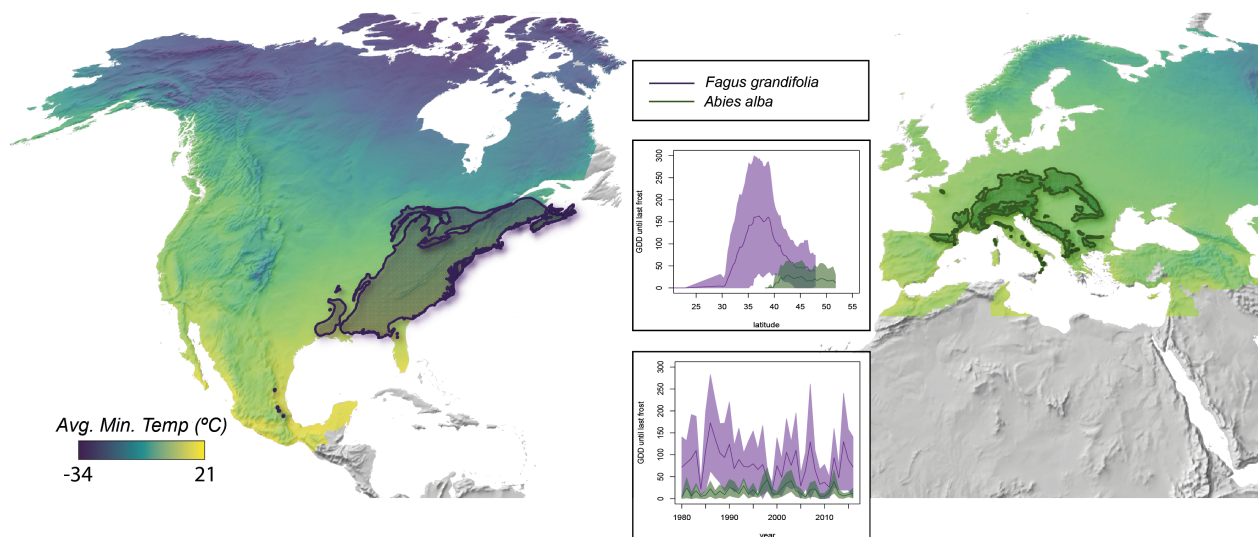 Fagus grandifolia
Abies alba
GDD until last frost
300
250
200
150
100
50
0
25 30 35 40 45 50 55
latitude
Avg. Min. Temp (ºC)
-34 21
GDD until last frost
300
250
200
150
100
50
0
1980 1990 2000 2010
year